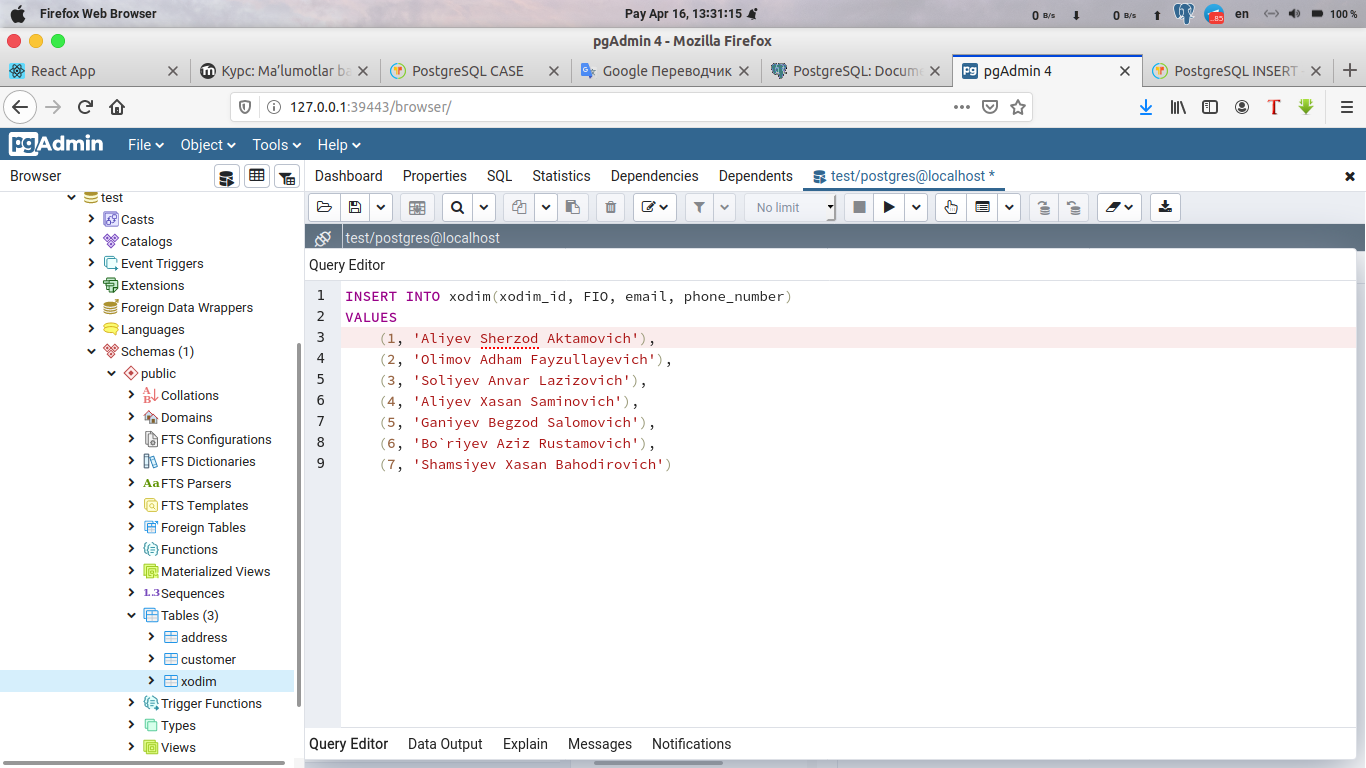 Firefox Web Browser
Pay Apr 16, 13:31:15
0 B/s
0 B/s
85
en
100 %
pgAdmin 4 - Mozilla Firefox
React App
Курс: Ma'lumotlar ba
PostgreSQL CASE
Google Переводчик
PostgreSQL: Docume
pgAdmin 4
PostgreSQL INSERT
127.0.0.1:39443/browser/
pgAdmin
File
Object
Tools
Help
Browser
Dashboard
Properties
SQL
Statistics
Dependencies
Dependents
test/postgres@localhost *
test
Casts
Catalogs
Event Triggers
Extensions
Foreign Data Wrappers
Languages
Schemas (1)
public
Collations
Domains
FTS Configurations
FTS Dictionaries
FTS Parsers
FTS Templates
Foreign Tables
Functions
Materialized Views
1.3 Sequences
Tables (3)
address
customer
xodim
Trigger Functions
Types
Views
No limit
test/postgres@localhost
Query Editor
1 INSERT INTO xodim(xodim_id, FIO, email, phone_number)
2 VALUES
3 (1, 'Aliyev Sherzod Aktamovich'),
4 (2, 'Olimov Adham Fayzullayevich'),
5 (3, 'Soliyev Anvar Lazizovich'),
6 (4, 'Aliyev Xasan Saminovich'),
7 (5, 'Ganiyev Begzod Salomovich'),
8 (6, 'Bo`riyev Aziz Rustamovich'),
9 (7, 'Shamsiyev Xasan Bahodirovich')
Query Editor
Data Output
Explain
Messages
Notifications